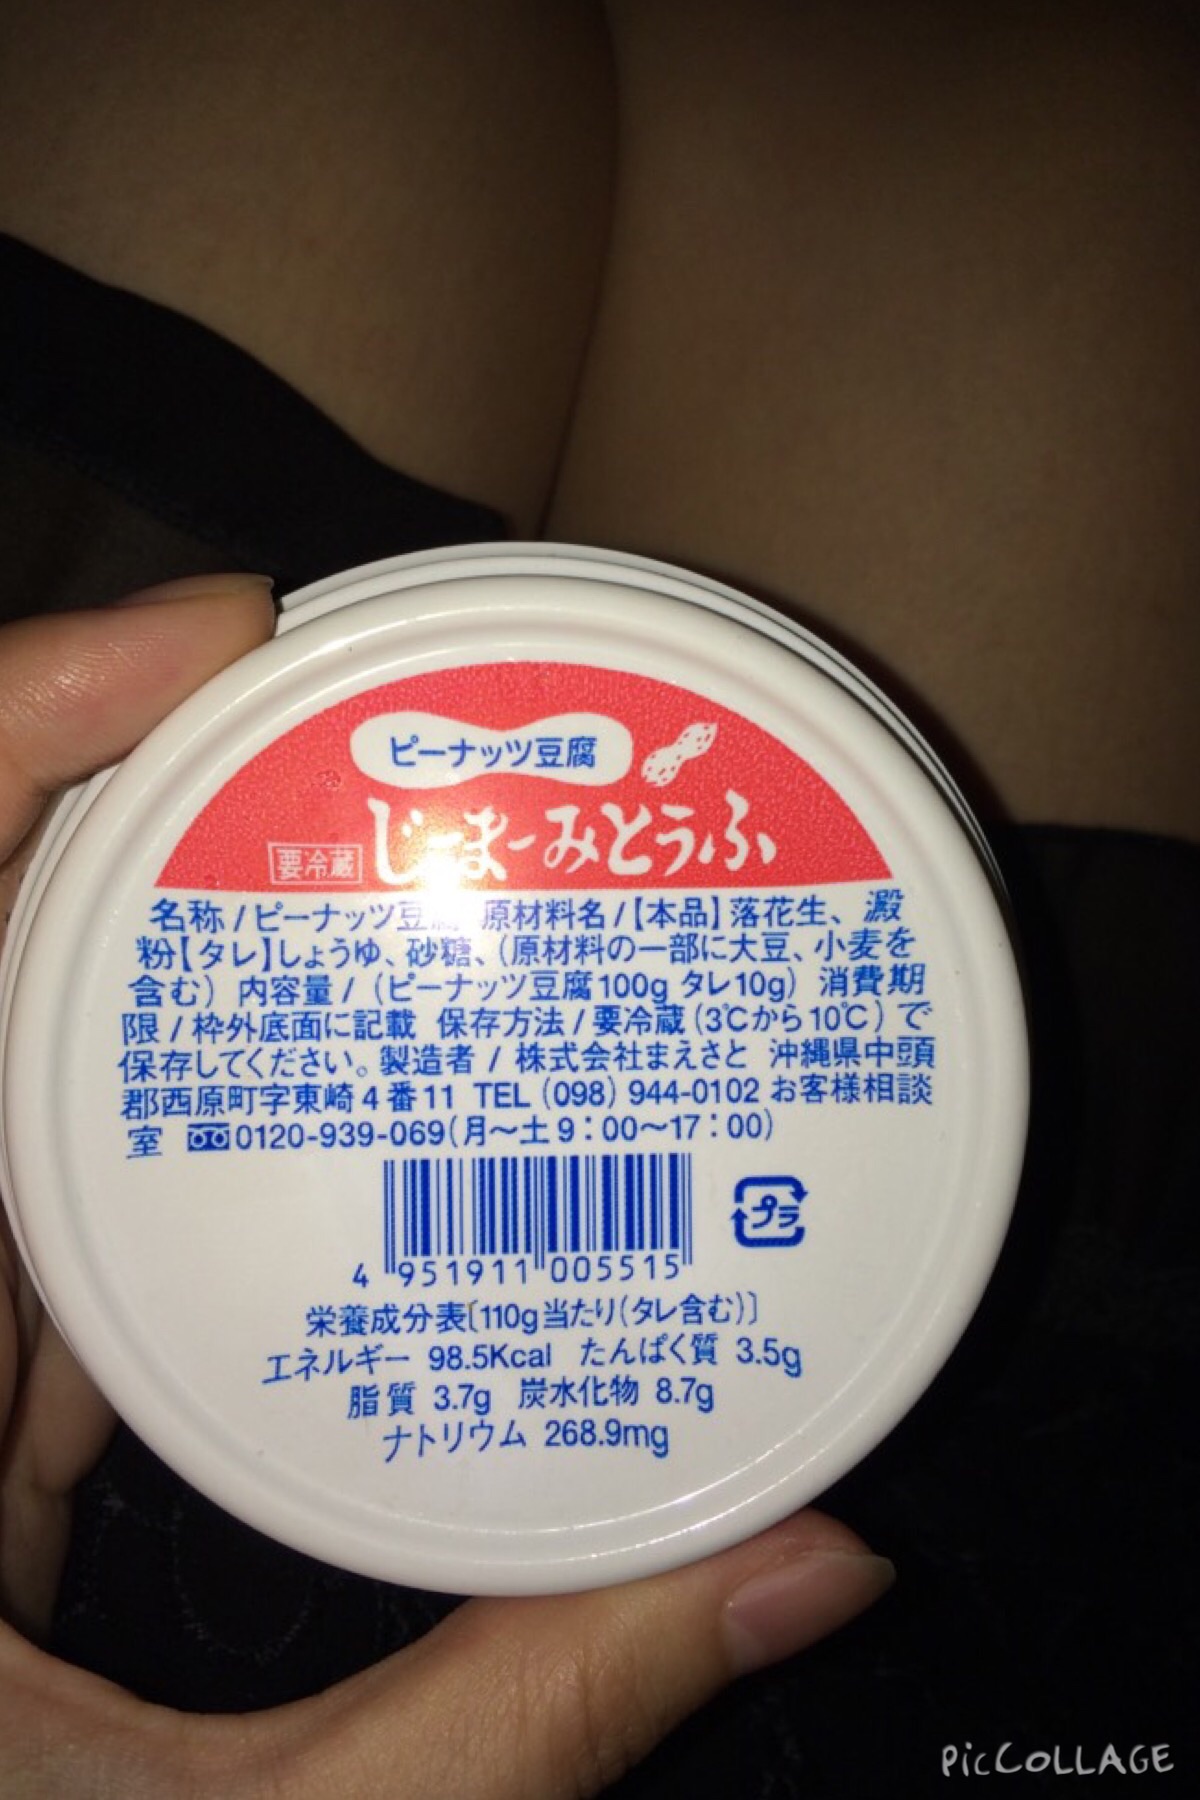 ピーナッツ豆腐
要冷蔵 じーまーみとうふ
名称/ピーナッツ豆腐 原材料名/【本品】落花生、澱
粉【タレ】しょうゆ、砂糖、(原材料の一部に大豆、小麦を
含む) 内容量/(ピーナッツ豆腐100g タレ10g) 消費期
限/枠外底面に記載 保存方法/要冷蔵(3℃から10℃)で
保存してください。製造者/株式会社まえさと 沖縄県中頭
郡西原町字東崎4番11 TEL(098)944-0102 お客様相談
室 0120-939-069(月〜土9:00〜17:00)
プラ
4 951911 005515
栄養成分表〔110g当たり(タレ含む)〕
エネルギー 98.5Kcal たんぱく質 3.5g
脂質 3.7g 炭水化物 8.7g
ナトリウム 268.9mg
PicCOLLAGE